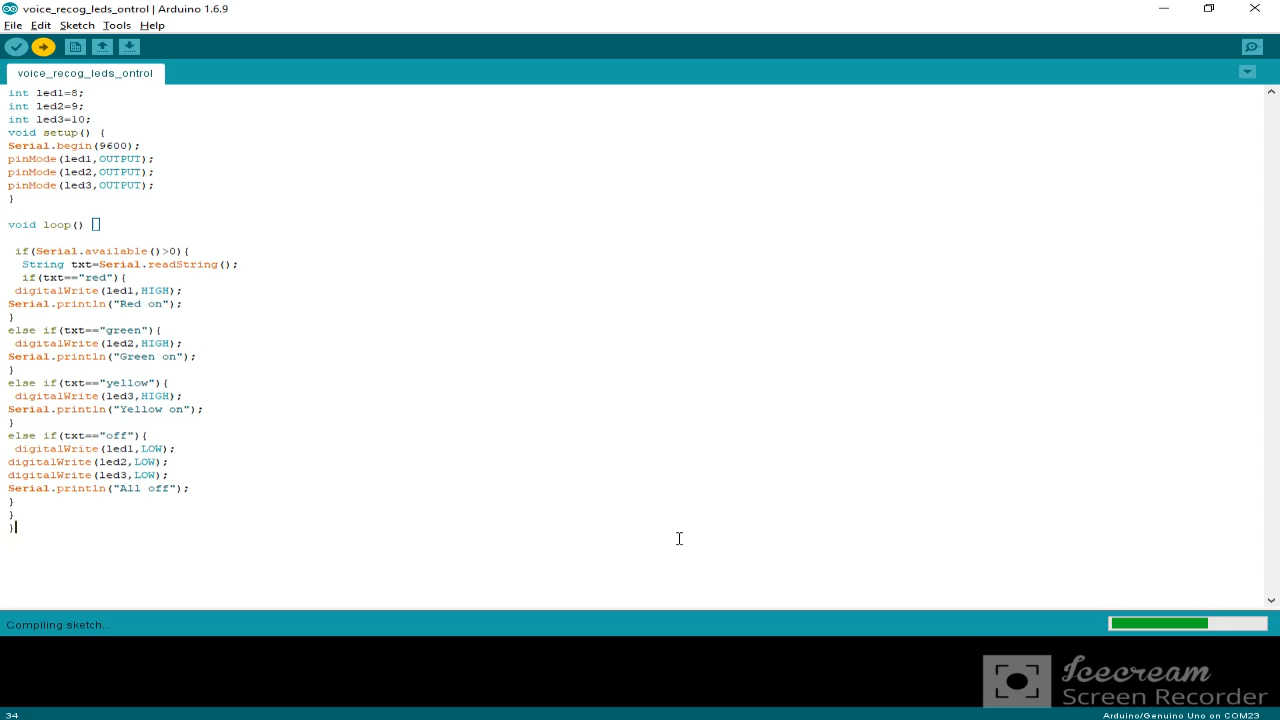 voice_recog_leds_ontrol | Arduino 1.6.9
File Edit Sketch Tools Help
voice_recog_leds_ontrol
int led1=8;
int led2=9;
int led3=10;
void setup() {
Serial.begin(9600);
pinMode(led1,OUTPUT);
pinMode(led2,OUTPUT);
pinMode(led3,OUTPUT);
}
void loop() {
if(Serial.available()>0){
String txt=Serial.readString();
if(txt=="red"){
digitalWrite(led1,HIGH);
Serial.println("Red on");
}
else if(txt=="green"){
digitalWrite(led2,HIGH);
Serial.println("Green on");
}
else if(txt=="yellow"){
digitalWrite(led3,HIGH);
Serial.println("Yellow on");
}
else if(txt=="off"){
digitalWrite(led1,LOW);
digitalWrite(led2,LOW);
digitalWrite(led3,LOW);
Serial.println("All off");
}
}
}
Compiling sketch...
Icecream
Screen Recorder
34
Arduino/Genuino Uno on COM23